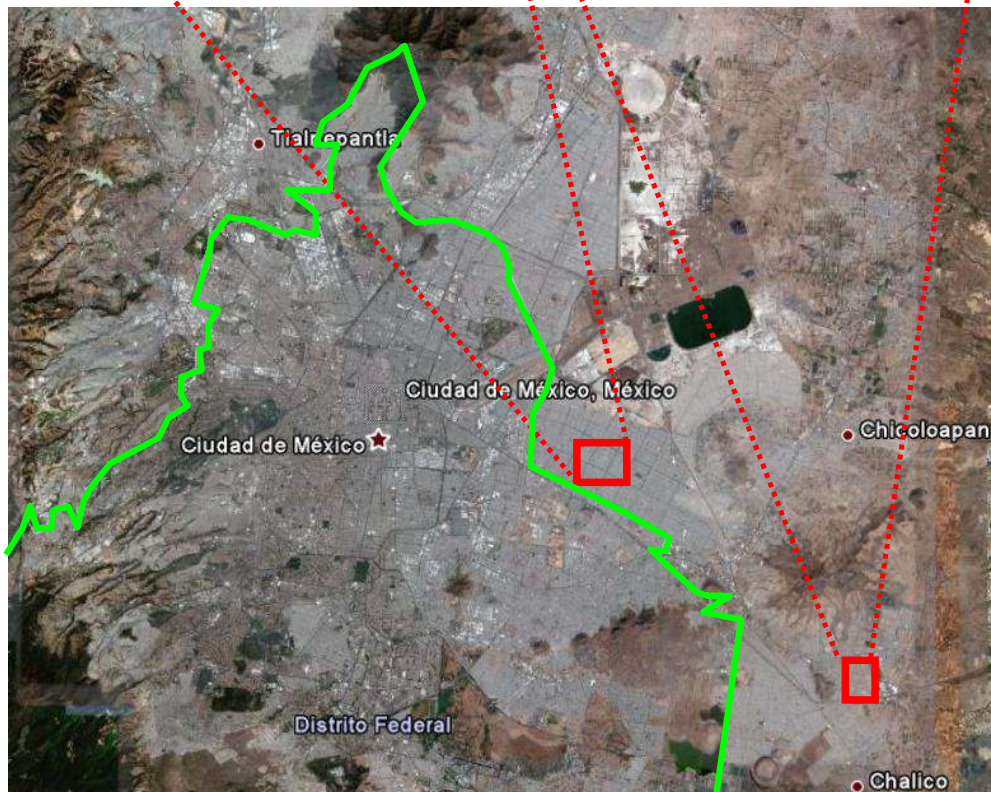 Tlalnepantla
Ciudad de México, México
Chicoloapan
Ciudad de México
Distrito Federal
Chalico